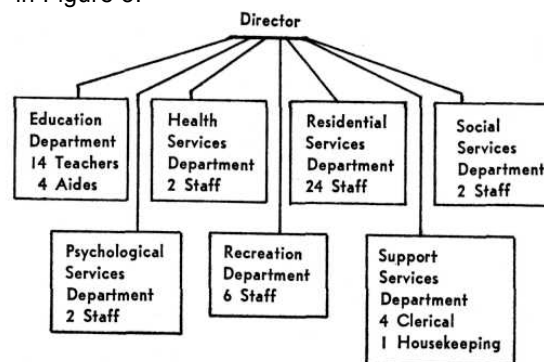 in Figure 3.
Director
Education
Department
14 Teachers
4 Aides
Health
Services
Department
2 Staff
Residential
Services
Department
24 Staff
Social
Services
Department
2 Staff
Psychological
Services
Department
2 Staff
Recreation
Department
6 Staff
Support
Services
Department
4 Clerical
1 Housekeeping